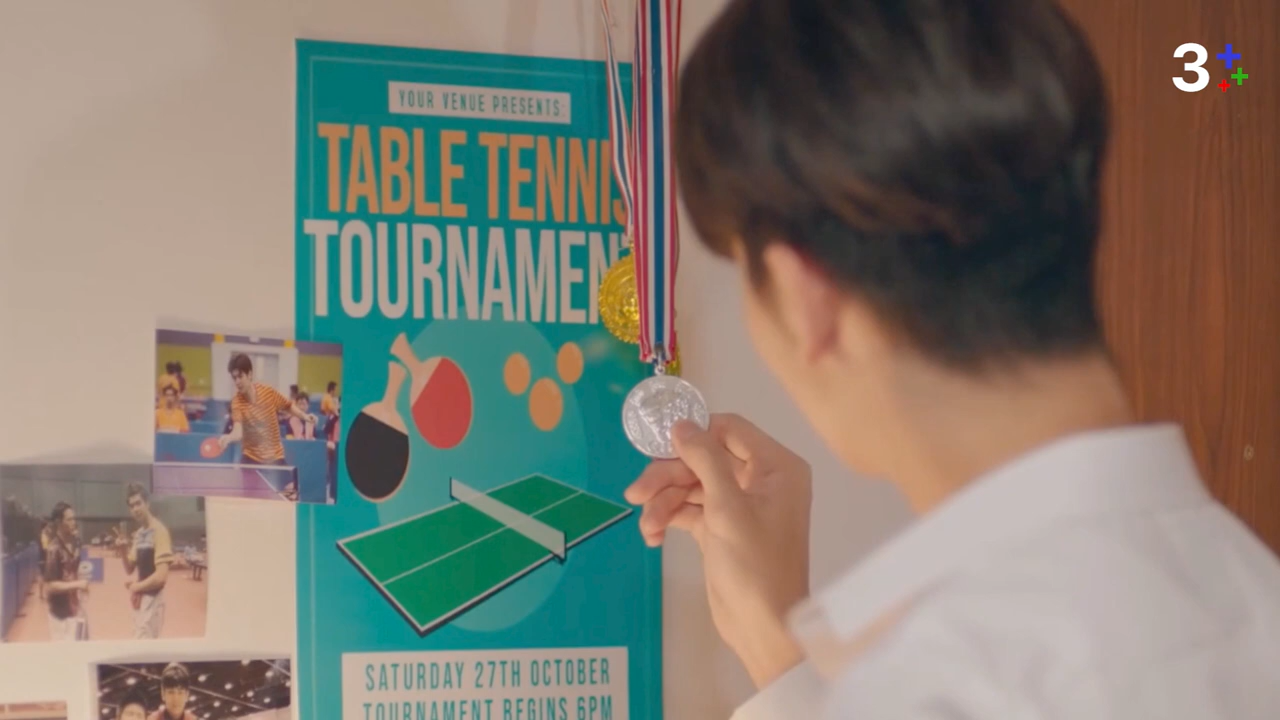 YOUR VENUE PRESENTS:
TABLE TENNIS
TOURNAMENT
SATURDAY 27TH OCTOBER
TOURNAMENT BEGINS 6PM
3